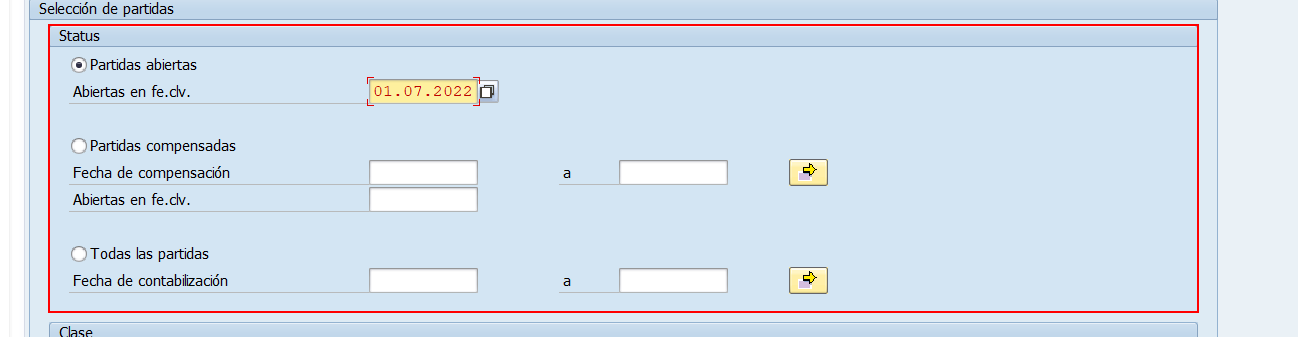 Selección de partidas
Status
Partidas abiertas
Abiertas en fe.clv. 01.07.2022
Partidas compensadas
Fecha de compensación a
Abiertas en fe.clv.
Todas las partidas
Fecha de contabilización a
Clase